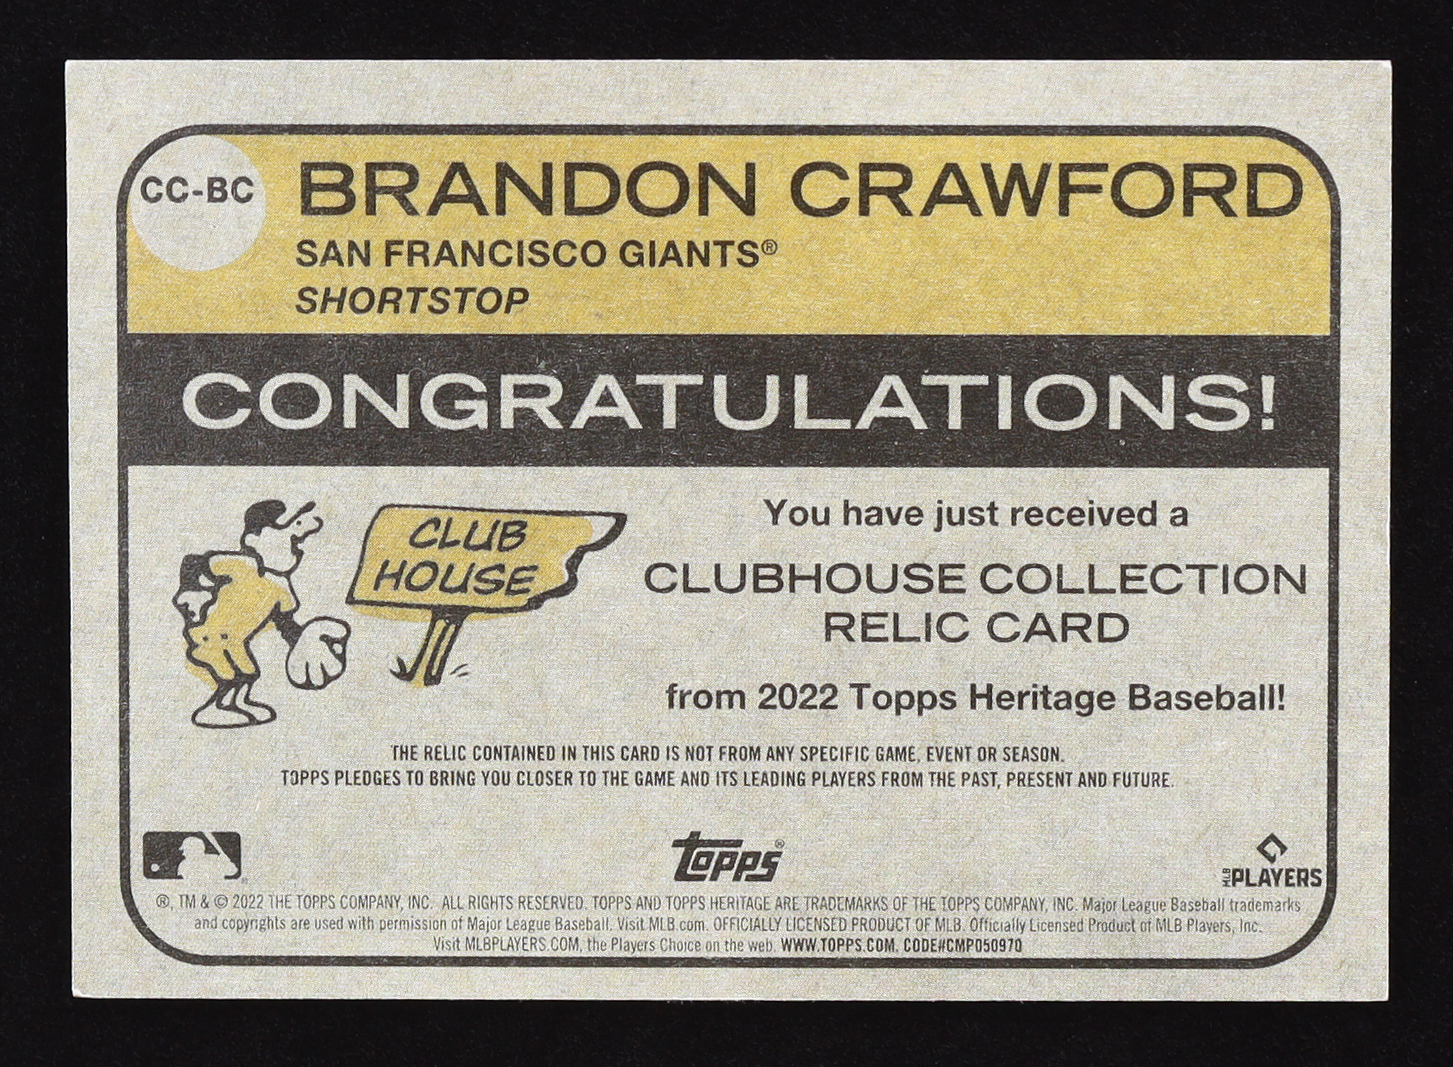 CC-BC
BRANDON CRAWFORD
SAN FRANCISCO GIANTS®
SHORTSTOP
CONGRATULATIONS!
CLUB
HOUSE
You have just received a
CLUBHOUSE COLLECTION
RELIC CARD
from 2022 Topps Heritage Baseball!
THE RELIC CONTAINED IN THIS CARD IS NOT FROM ANY SPECIFIC GAME, EVENT OR SEASON.
TOPPS PLEDGES TO BRING YOU CLOSER TO THE GAME AND ITS LEADING PLAYERS FROM THE PAST, PRESENT AND FUTURE.
topps®
MLB PLAYERS
®, TM & © 2022 THE TOPPS COMPANY, INC. ALL RIGHTS RESERVED. TOPPS AND TOPPS HERITAGE ARE TRADEMARKS OF THE TOPPS COMPANY, INC. Major League Baseball trademarks
and copyrights are used with permission of Major League Baseball. Visit MLB.com. OFFICIALLY LICENSED PRODUCT OF MLB. Officially Licensed Product of MLB Players, Inc.
Visit MLBPLAYERS.COM, the Players Choice on the web. WWW.TOPPS.COM. CODE#CMP050970